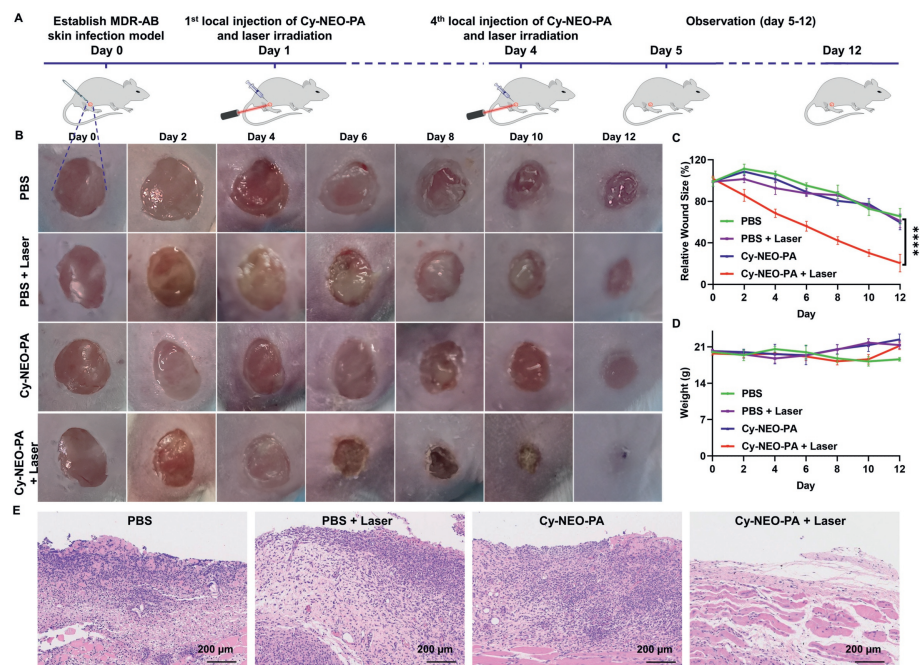 A
Establish MDR-AB
skin infection model
Day 0
1st local injection of Cy-NEO-PA
and laser irradiation
Day 1
4th local injection of Cy-NEO-PA
and laser irradiation
Day 4
Observation (day 5-12)
Day 5
Day 12
B
Day 0 Day 2 Day 4 Day 6 Day 8 Day 10 Day 12
PBS
PBS + Laser
Cy-NEO-PA
Cy-NEO-PA
+ Laser
C
Relative Wound Size (%)
160
120
80
40
0
PBS
PBS + Laser
Cy-NEO-PA
Cy-NEO-PA + Laser
****
0 2 4 6 8 10 12
Day
D
Weight (g)
21
14
7
0
PBS
PBS + Laser
Cy-NEO-PA
Cy-NEO-PA + Laser
0 2 4 6 8 10 12
Day
E
PBS
200 µm
PBS + Laser
200 µm
Cy-NEO-PA
200 µm
Cy-NEO-PA + Laser
200 µm